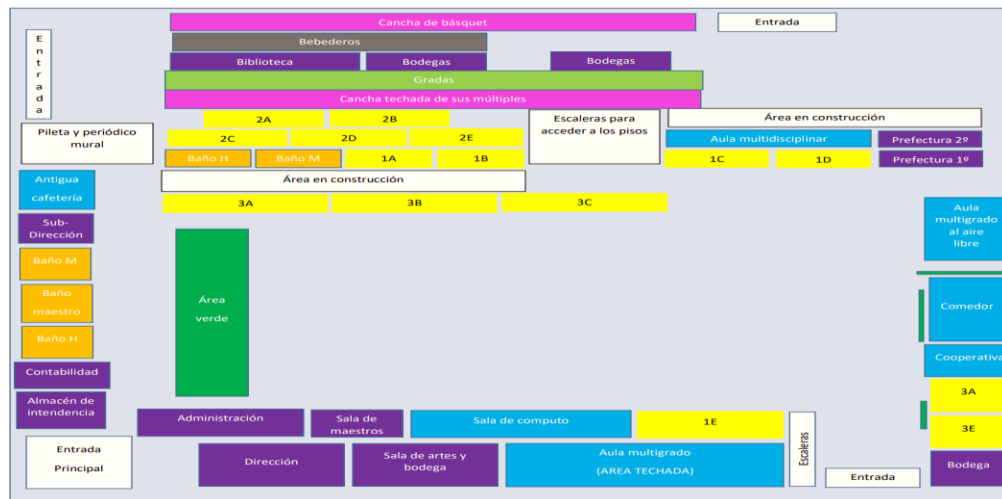 Cancha de básquet
Entrada
Entrada
Bebederos
Biblioteca
Bodegas
Bodegas
Gradas
Cancha techada de sus múltiples
2A
2B
Escaleras para
acceder a los pisos
Área en construcción
Pileta y periódico
mural
2C
2D
2E
Aula multidisciplinar
Prefectura 2º
Baño H
Baño M
1A
1B
1C
1D
Prefectura 1º
Antigua
cafetería
Área en construcción
3A
3B
3C
Sub-
Dirección
Aula
multigrado
al aire
libre
Baño M
Baño
maestro
Área
verde
Comedor
Baño H
Cooperativa
Contabilidad
Almacén de
intendencia
3A
Administración
Sala de
maestros
Sala de computo
1E
3E
Escaleras
Entrada
Principal
Dirección
Sala de artes y
bodega
Aula multigrado
(AREA TECHADA)
Entrada
Bodega